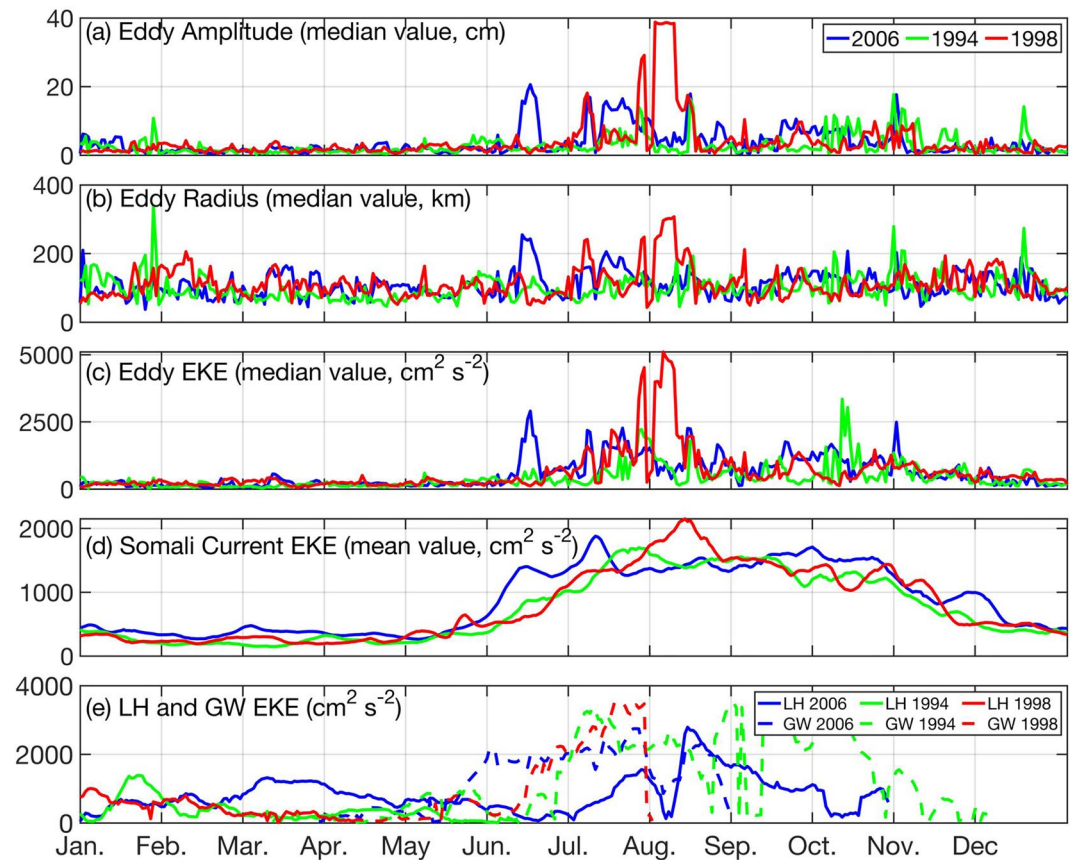 40
(a) Eddy Amplitude (median value, cm)
2006 1994 1998
20
0
400
(b) Eddy Radius (median value, km)
200
0
5000
(c) Eddy EKE (median value, cm² s⁻²)
2500
0
2000
(d) Somali Current EKE (mean value, cm² s⁻²)
1000
0
4000
(e) LH and GW EKE (cm² s⁻²)
LH 2006 LH 1994 LH 1998
GW 2006 GW 1994 GW 1998
2000
0
Jan. Feb. Mar. Apr. May Jun. Jul. Aug. Sep. Oct. Nov. Dec